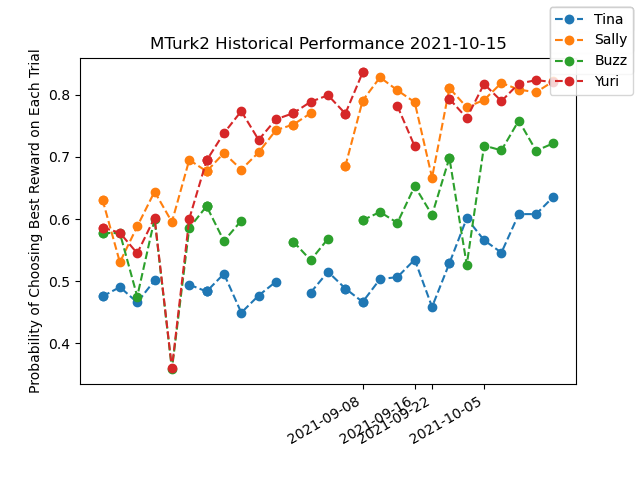 MTurk2 Historical Performance 2021-10-15
Tina
Sally
Buzz
Yuri
Probability of Choosing Best Reward on Each Trial
0.8
0.7
0.6
0.5
0.4
2021-09-08
2021-09-16
2021-09-22
2021-10-05